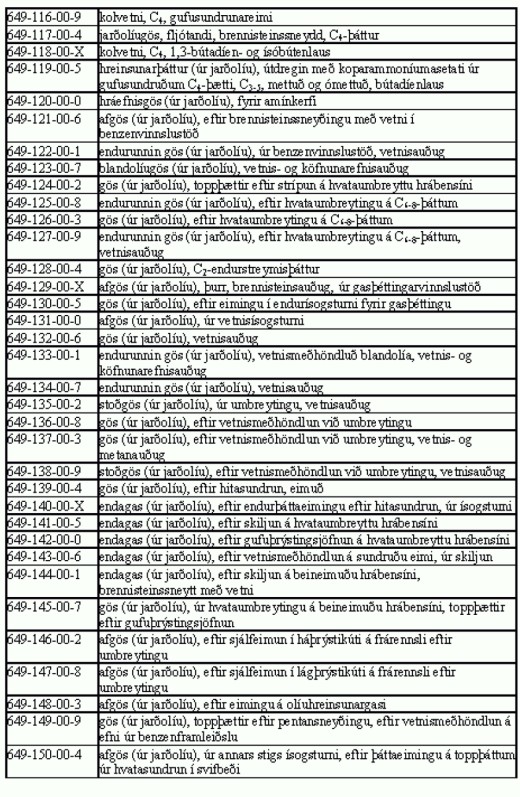 649-116-00-9 kolvetni, C₄, gufusundrunareimi
649-117-00-4 jarðolíugös, fljótandi, brennisteinssneydd, C₄-þáttur
649-118-00-X kolvetni, C₄, 1,3-bútadíen- og ísóbútenlaus
649-119-00-5 hreinsunarþáttur (úr jarðolíu), útdregin með koparammoníumasetati úr
gufusundruðum C₄-þætti, C₃₋₅, mettuð og ómettuð, bútadíenlaus
649-120-00-0 hráefnisgös (úr jarðolíu), fyrir amínkerfi
649-121-00-6 afgös (úr jarðolíu), eftir brennisteinssneyðingu með vetni í
benzenvinnslustöð
649-122-00-1 endurunnin gös (úr jarðolíu), úr benzenvinnslustöð, vetnisauðug
649-123-00-7 blandolíugös (úr jarðolíu), vetnis- og köfnunarefnisauðug
649-124-00-2 gös (úr jarðolíu), toppþættir eftir strípun á hvataumbreyttu hrábensíni
649-125-00-8 endurunnin gös (úr jarðolíu), eftir hvataumbreytingu á C₆₋₈-þáttum
649-126-00-3 gös (úr jarðolíu), eftir hvataumbreytingu á C₆₋₈-þáttum
649-127-00-9 endurunnin gös (úr jarðolíu), eftir hvataumbreytingu á C₆₋₈-þáttum,
vetnisauðug
649-128-00-4 gös (úr jarðolíu), C₂-endurstreymisþáttur
649-129-00-X afgös (úr jarðolíu), þurr, brennisteinsauðug, úr gasþéttingarvinnslustöð
649-130-00-5 gös (úr jarðolíu), eftir eimingu í endurísogsturni fyrir gasþéttingu
649-131-00-0 afgös (úr jarðolíu), úr vetnisísogsturni
649-132-00-6 gös (úr jarðolíu), vetnisauðug
649-133-00-1 endurunnin gös (úr jarðolíu), vetnismeðhöndluð blandolía, vetnis- og
köfnunarefnisauðug
649-134-00-7 endurunnin gös (úr jarðolíu), vetnisauðug
649-135-00-2 stoðgös (úr jarðolíu), úr umbreytingu, vetnisauðug
649-136-00-8 gös (úr jarðolíu), eftir vetnismeðhöndlun við umbreytingu
649-137-00-3 gös (úr jarðolíu), eftir vetnismeðhöndlun við umbreytingu, vetnis- og
metanauðug
649-138-00-9 stoðgös (úr jarðolíu), eftir vetnismeðhöndlun við umbreytingu, vetnisauðug
649-139-00-4 gös (úr jarðolíu), eftir hitasundrun, eimuð
649-140-00-X endagas (úr jarðolíu), eftir endurþáttaeimingu eftir hitasundrun, úr ísogsturni
649-141-00-5 endagas (úr jarðolíu), eftir skiljun á hvataumbreyttu hrábensíni
649-142-00-0 endagas (úr jarðolíu), eftir gufuþrýstingsjöfnun á hvataumbreyttu hrábensíni
649-143-00-6 endagas (úr jarðolíu), eftir vetnismeðhöndlun á sundruðu eimi, úr skiljun
649-144-00-1 endagas (úr jarðolíu), eftir skiljun á beineimuðu hrábensíni,
brennisteinssneytt með vetni
649-145-00-7 gös (úr jarðolíu), úr hvataumbreytingu á beineimuðu hrábensíni, toppþættir
eftir gufuþrýstingsjöfnun
649-146-00-2 afgös (úr jarðolíu), eftir sjálfeimun í háþrýstikúti á frárennsli eftir
umbreytingu
649-147-00-8 afgös (úr jarðolíu), eftir sjálfeimun í lágþrýstikúti á frárennsli eftir
umbreytingu
649-148-00-3 afgös (úr jarðolíu), eftir eimingu á olíuhreinsunargasi
649-149-00-9 gös (úr jarðolíu), toppþættir eftir pentansneyðingu, eftir vetnismeðhöndlun á
efni úr benzenframleiðslu
649-150-00-4 afgös (úr jarðolíu), úr annars stigs ísogsturni, eftir þáttaeimingu á toppþáttum
úr hvatasundrun í svifbeði